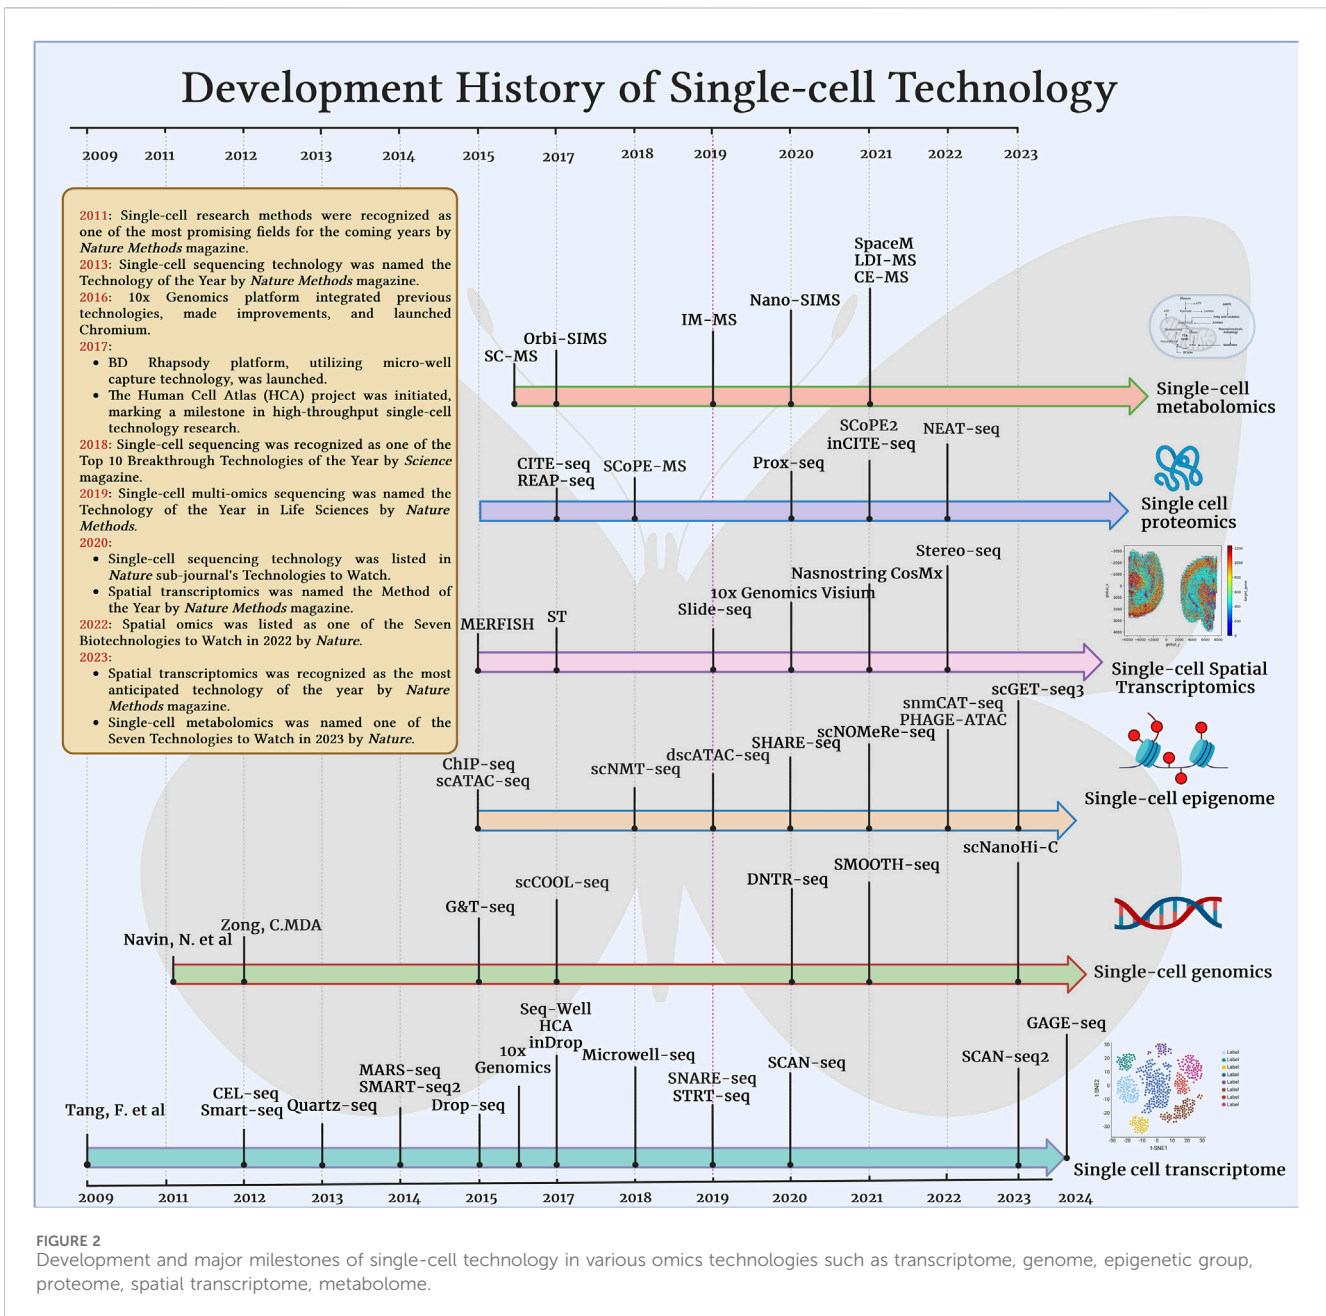 Development History of Single-cell Technology
2009 2011 2012 2013 2014 2015 2017 2018 2019 2020 2021 2022 2023
2011: Single-cell research methods were recognized as
one of the most promising fields for the coming years by
Nature Methods magazine.
2013: Single-cell sequencing technology was named the
Technology of the Year by Nature Methods magazine.
2016: 10x Genomics platform integrated previous
technologies, made improvements, and launched
Chromium.
2017:
• BD Rhapsody platform, utilizing micro-well
capture technology, was launched.
• The Human Cell Atlas (HCA) project was initiated,
marking a milestone in high-throughput single-cell
technology research.
2018: Single-cell sequencing was recognized as one of the
Top 10 Breakthrough Technologies of the Year by Science
magazine.
2019: Single-cell multi-omics sequencing was named the
Technology of the Year in Life Sciences by Nature
Methods.
2020:
• Single-cell sequencing technology was listed in
Nature sub-journal's Technologies to Watch.
• Spatial transcriptomics was named the Method of
the Year by Nature Methods magazine.
2022: Spatial omics was listed as one of the Seven
Biotechnologies to Watch in 2022 by Nature.
2023:
• Spatial transcriptomics was recognized as the most
anticipated technology of the year by Nature
Methods magazine.
• Single-cell metabolomics was named one of the
Seven Technologies to Watch in 2023 by Nature.
SC-MS
Orbi-SIMS
IM-MS
Nano-SIMS
SpaceM
LDI-MS
CE-MS
Single-cell
metabolomics
CITE-seq
REAP-seq
SCoPE-MS
Prox-seq
SCoPE2
inCITE-seq
NEAT-seq
Single cell
proteomics
MERFISH
ST
Slide-seq
10x Genomics Visium
Nasnostring CosMx
Stereo-seq
Single-cell Spatial
Transcriptomics
ChIP-seq
scATAC-seq
scNMT-seq
dscATAC-seq
SHARE-seq
scNOMeRe-seq
snmCAT-seq
PHAGE-ATAC
scGET-seq3
Single-cell epigenome
Navin, N. et al
Zong, C.MDA
G&T-seq
scCOOL-seq
DNTR-seq
SMOOTH-seq
scNanoHi-C
Single-cell genomics
Tang, F. et al
CEL-seq
Smart-seq
Quartz-seq
MARS-seq
SMART-seq2
Drop-seq
10x
Genomics
Seq-Well
HCA
inDrop
Microwell-seq
SNARE-seq
STRT-seq
SCAN-seq
SCAN-seq2
GAGE-seq
t-SNE2
t-SNE1
Label
Label
Label
Label
Label
Label
Label
Label
Single cell transcriptome
2009 2011 2012 2013 2014 2015 2017 2018 2019 2020 2021 2022 2023 2024
FIGURE 2
Development and major milestones of single-cell technology in various omics technologies such as transcriptome, genome, epigenetic group,
proteome, spatial transcriptome, metabolome.